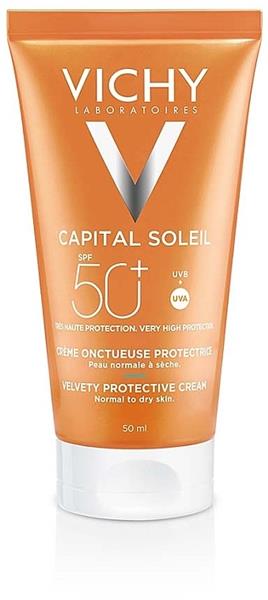 VICHY
LABORATOIRES
CAPITAL SOLEIL
SPF
50+
UVB
+
UVA
TRÈS HAUTE PROTECTION. VERY HIGH PROTECTION.
CRÈME ONCTUEUSE PROTECTRICE
Peau normale à sèche.
VELVETY PROTECTIVE CREAM
Normal to dry skin.
50 ml